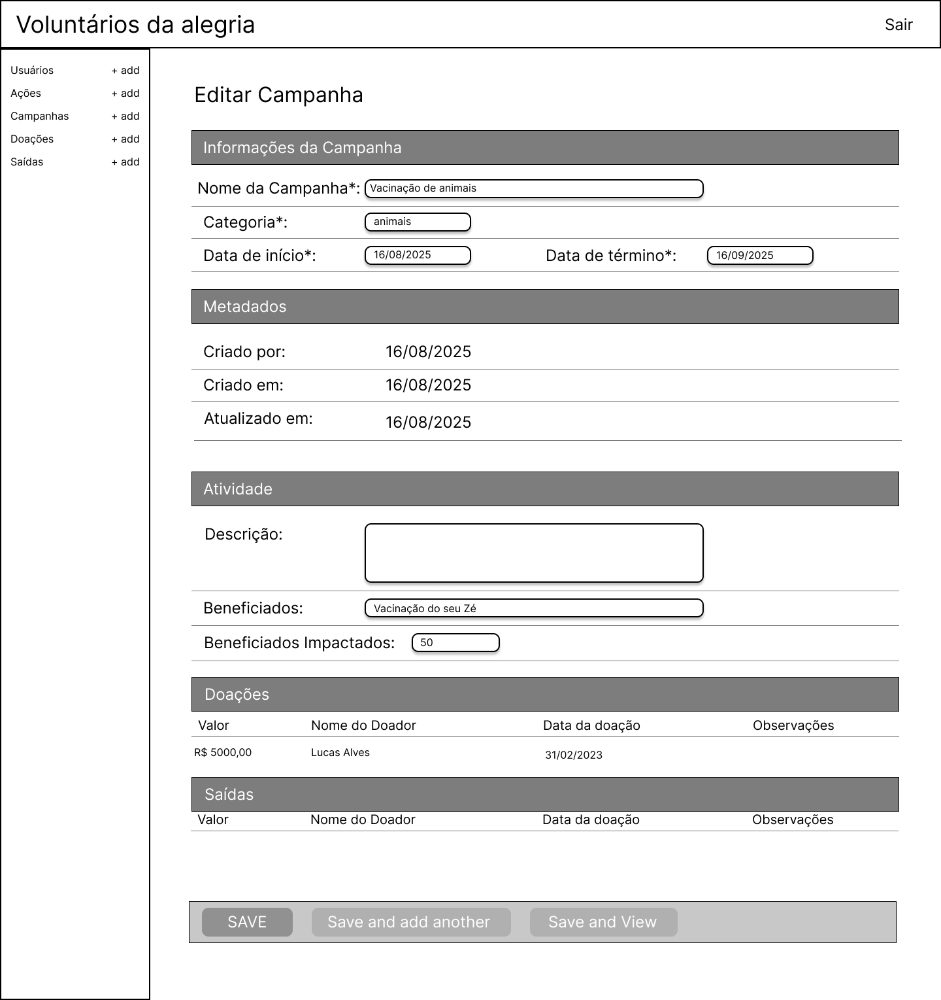 Voluntários da alegria
Sair
Usuários + add
Ações + add
Campanhas + add
Doações + add
Saídas + add
Editar Campanha
Informações da Campanha
Nome da Campanha*: Vacinação de animais
Categoria*: animais
Data de início*: 16/08/2025 Data de término*: 16/09/2025
Metadados
Criado por: 16/08/2025
Criado em: 16/08/2025
Atualizado em: 16/08/2025
Atividade
Descrição:
Beneficiados: Vacinação do seu Zé
Beneficiados Impactados: 50
Doações
Valor Nome do Doador Data da doação Observações
R$ 5000,00 Lucas Alves 31/02/2023
Saídas
Valor Nome do Doador Data da doação Observações
SAVE Save and add another Save and View